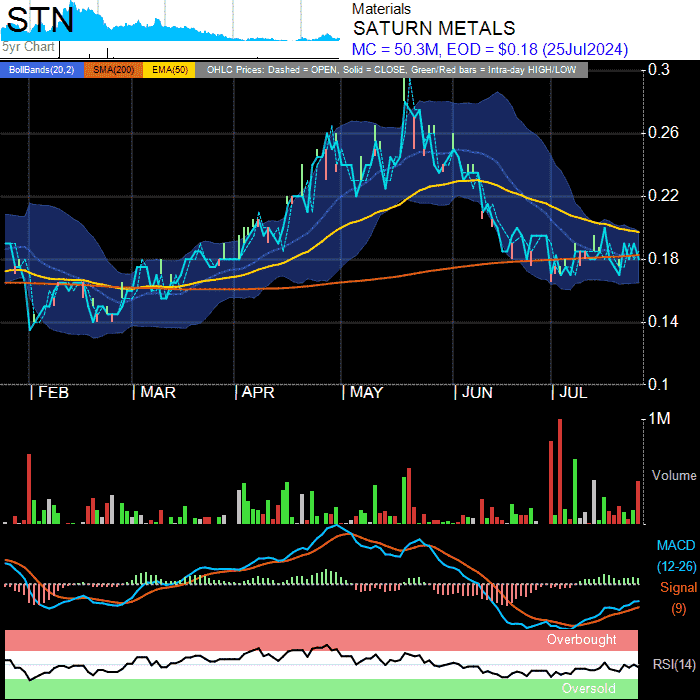 STN
5yr Chart
Materials
SATURN METALS
MC = 50.3M, EOD = $0.18 (25Jul2024)
BollBands(20,2) SMA(200) EMA(50) OHLC Prices: Dashed = OPEN, Solid = CLOSE, Green/Red bars = Intra-day HIGH/LOW
0.3
0.26
0.22
0.18
0.14
0.1
| FEB | MAR | APR | MAY | JUN | JUL
1M
Volume
MACD
(12-26)
Signal
(9)
Overbought
RSI(14)
Oversold